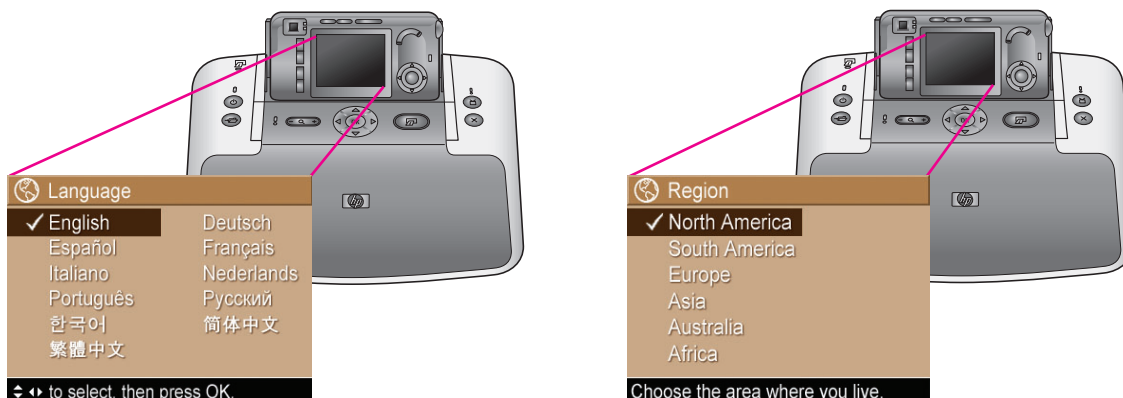 Language
English
Deutsch
Español
Français
Italiano
Nederlands
Português
Русский
한국어
简体中文
繁體中文
to select, then press OK.
Region
North America
South America
Europe
Asia
Australia
Africa
Choose the area where you live.
hp
hp